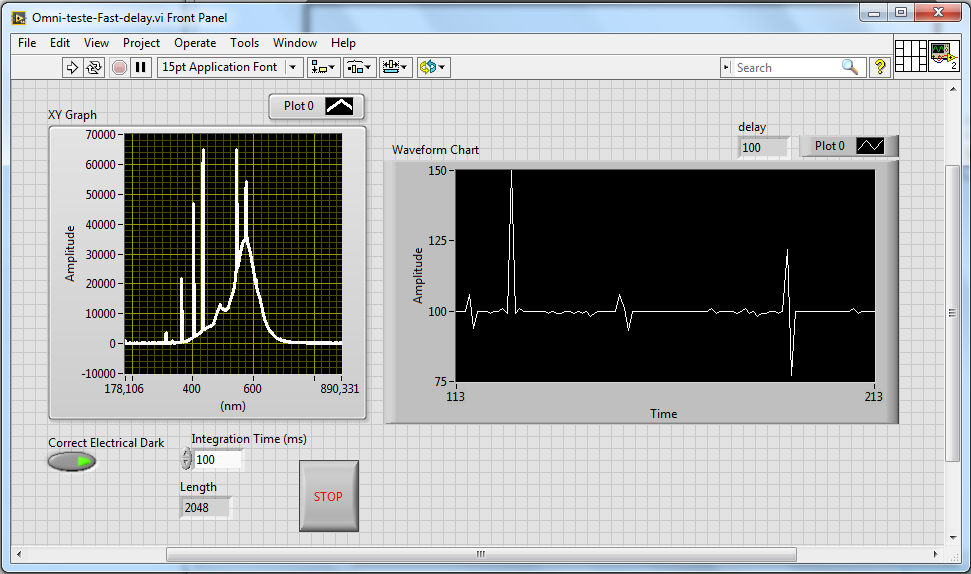 Omni-teste-Fast-delay.vi Front Panel
File Edit View Project Operate Tools Window Help
15pt Application Font
Search
?
2
XY Graph
Plot 0
70000
60000
50000
40000
30000
20000
10000
0
-10000
Amplitude
178,106 400 600 890,331
(nm)
Waveform Chart
delay
100
Plot 0
150
125
100
75
Amplitude
113 213
Time
Correct Electrical Dark
Integration Time (ms)
100
Length
2048
STOP